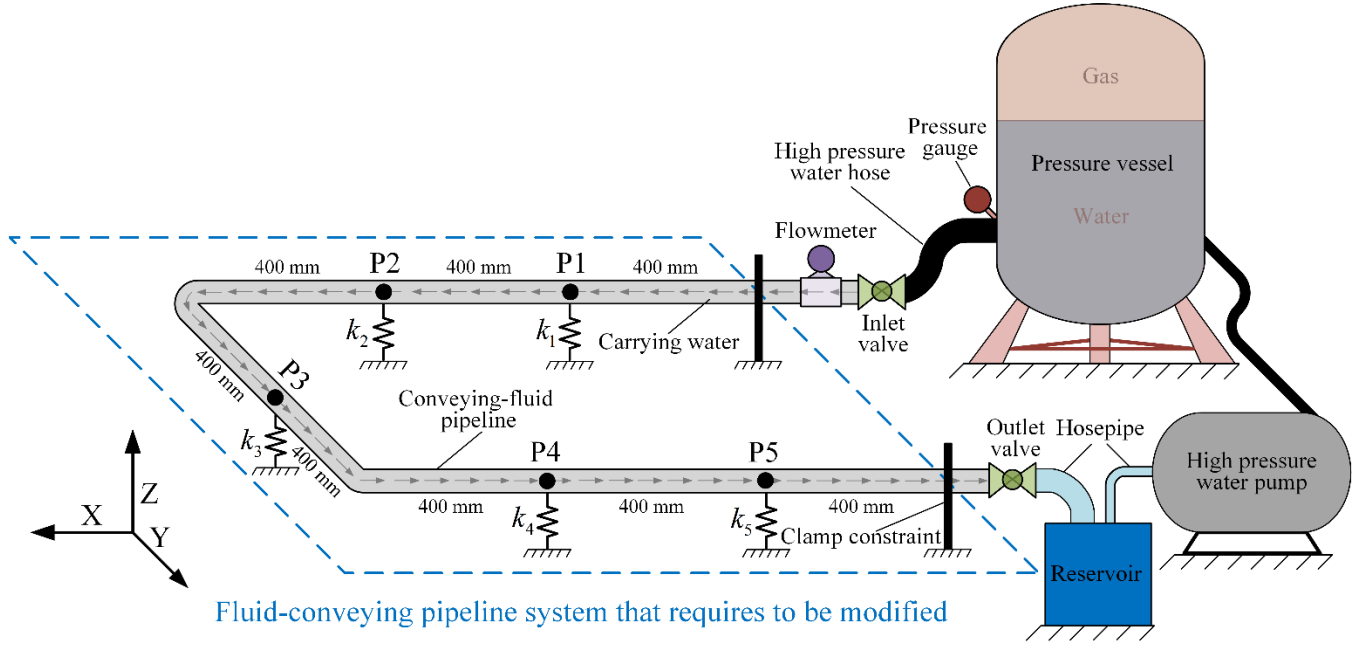 Gas
Pressure
gauge
High pressure
water hose
Pressure vessel
Water
Flowmeter
400 mm
P2
400 mm
P1
400 mm
k2
k1
Carrying water
Inlet
valve
400 mm
P3
k3
400 mm
Conveying-fluid
pipeline
P4
P5
Outlet
valve
Hosepipe
High pressure
water pump
400 mm
k4
400 mm
k5
400 mm
Clamp constraint
Z
X
Y
Reservoir
Fluid-conveying pipeline system that requires to be modified